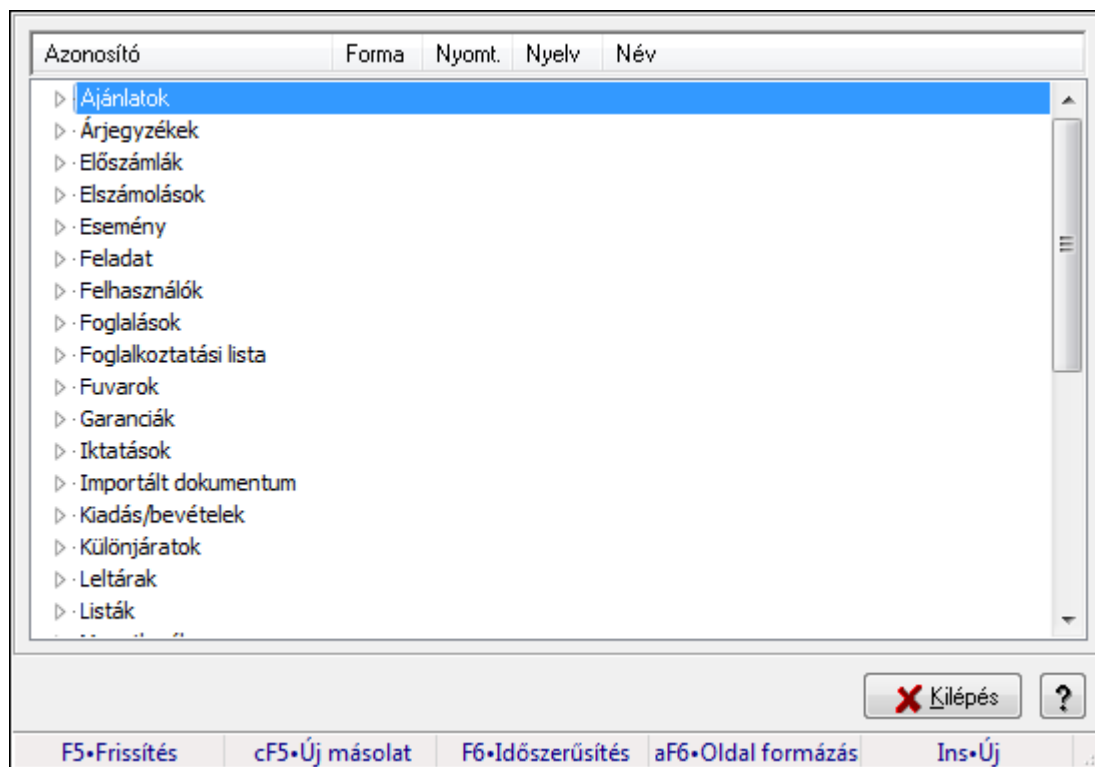 Azonosító Forma Nyomt. Nyelv Név
Ajánlatok
Árjegyzékek
Előszámlák
Elszámolások
Esemény
Feladat
Felhasználók
Foglalások
Foglalkoztatási lista
Fuvarok
Garanciák
Iktatások
Importált dokumentum
Kiadás/bevételek
Különjáratok
Leltárak
Listák
Kilépés ?
F5•Frissítés cF5•Új másolat F6•Időszerűsítés aF6•Oldal formázás Ins•Új